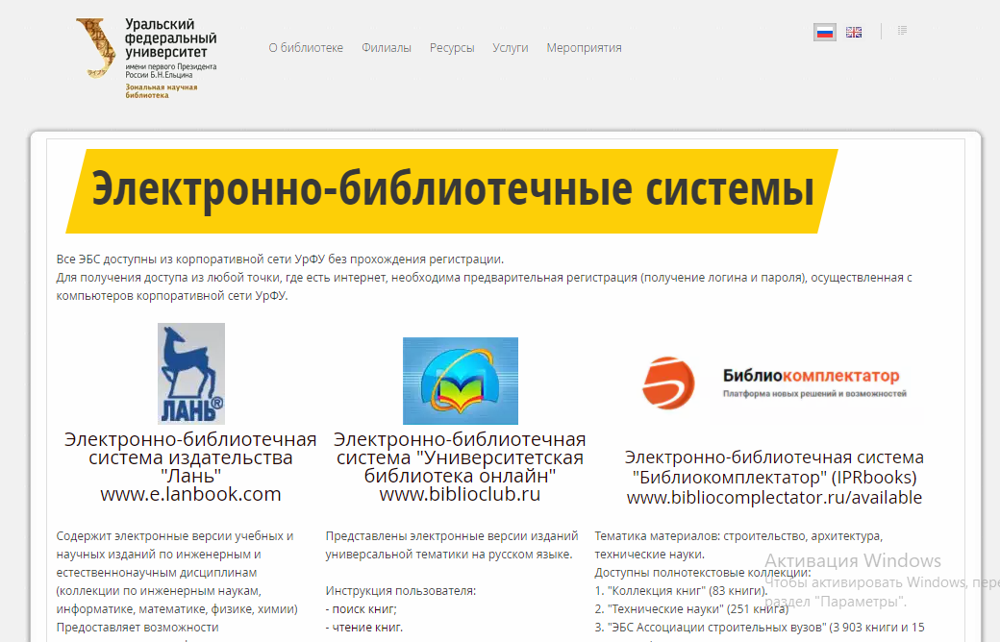 Уральский
федеральный
университет
имени первого Президента
России Б.Н.Ельцина
Зональная научная
библиотека
О библиотеке Филиалы Ресурсы Услуги Мероприятия
Электронно-библиотечные системы
Все ЭБС доступны из корпоративной сети УрФУ без прохождения регистрации.
Для получения доступа из любой точки, где есть интернет, необходима предварительная регистрация (получение логина и пароля), осуществленная с
компьютеров корпоративной сети УрФУ.
ЛАНЬ®
Электронно-библиотечная
система издательства
"Лань"
www.e.lanbook.com
Содержит электронные версии учебных и
научных изданий по инженерным и
естественнонаучным дисциплинам
(коллекции по инженерным наукам,
информатике, математике, физике, химии)
Предоставляет возможности
Электронно-библиотечная
система "Университетская
библиотека онлайн"
www.biblioclub.ru
Представлены электронные версии изданий
универсальной тематики на русском языке.
Инструкция пользователя:
- поиск книг;
- чтение книг.
Библиокомплектатор
Платформа новых решений и возможностей
Электронно-библиотечная система
"Библиокомплектатор" (IPRbooks)
www.bibliocomplectator.ru/available
Тематика материалов: строительство, архитектура,
технические науки.
Доступны полнотекстовые коллекции:
1. "Коллекция книг" (83 книги).
2. "Технические науки" (251 книга)
3. "ЭБС Ассоциации строительных вузов" (3 903 книги и 15
Активация Windows
Чтобы активировать Windows, пере
раздел "Параметры".